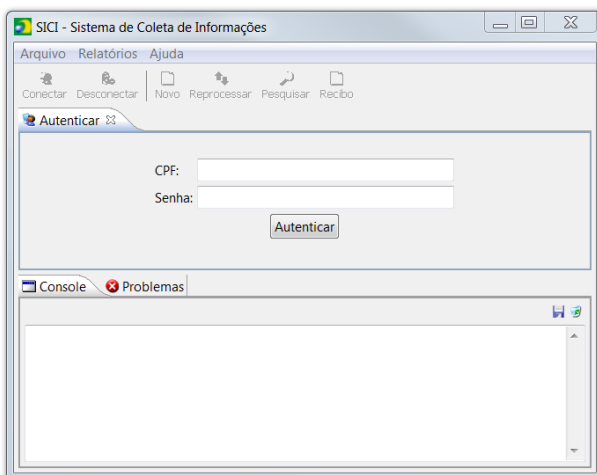 SICI - Sistema de Coleta de Informações
Arquivo Relatórios Ajuda
Conectar Desconectar Novo Reprocessar Pesquisar Recibo
Autenticar
CPF:
Senha:
Autenticar
Console Problemas